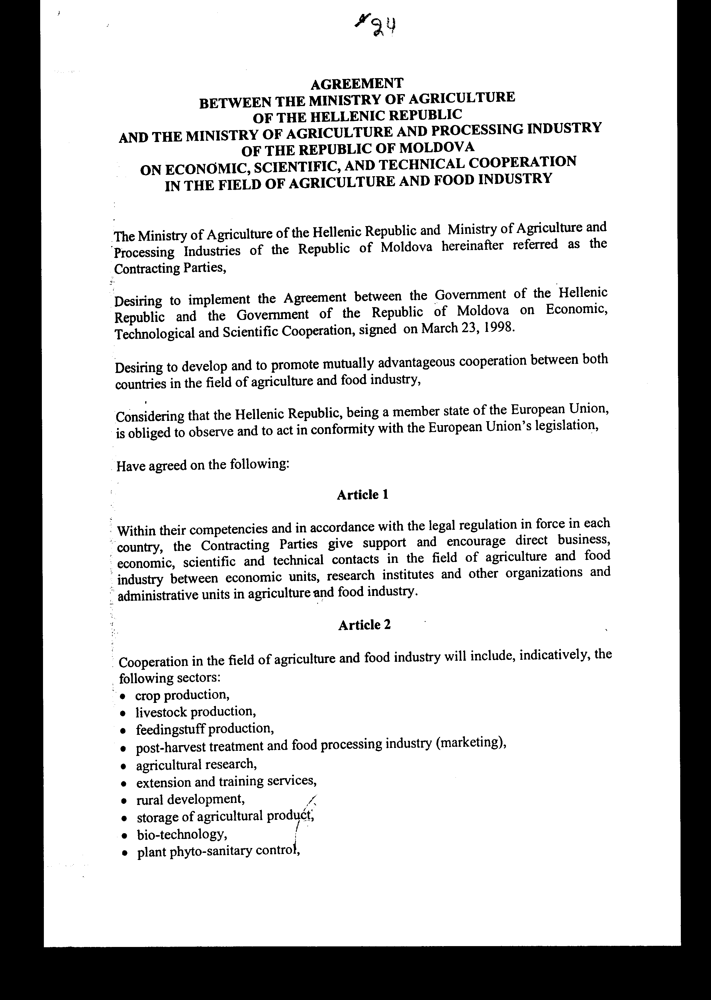 24
AGREEMENT
BETWEEN THE MINISTRY OF AGRICULTURE
OF THE HELLENIC REPUBLIC
AND THE MINISTRY OF AGRICULTURE AND PROCESSING INDUSTRY
OF THE REPUBLIC OF MOLDOVA
ON ECONOMIC, SCIENTIFIC, AND TECHNICAL COOPERATION
IN THE FIELD OF AGRICULTURE AND FOOD INDUSTRY
The Ministry of Agriculture of the Hellenic Republic and Ministry of Agriculture and
Processing Industries of the Republic of Moldova hereinafter referred as the
Contracting Parties,
Desiring to implement the Agreement between the Government of the Hellenic
Republic and the Government of the Republic of Moldova on Economic,
Technological and Scientific Cooperation, signed on March 23, 1998.
Desiring to develop and to promote mutually advantageous cooperation between both
countries in the field of agriculture and food industry,
Considering that the Hellenic Republic, being a member state of the European Union,
is obliged to observe and to act in conformity with the European Union's legislation,
Have agreed on the following:
Article 1
Within their competencies and in accordance with the legal regulation in force in each
country, the Contracting Parties give support and encourage direct business,
economic, scientific and technical contacts in the field of agriculture and food
industry between economic units, research institutes and other organizations and
administrative units in agriculture and food industry.
Article 2
Cooperation in the field of agriculture and food industry will include, indicatively, the
following sectors:
• crop production,
• livestock production,
• feedingstuff production,
• post-harvest treatment and food processing industry (marketing),
• agricultural research,
• extension and training services,
• rural development,
• storage of agricultural product,
• bio-technology,
• plant phyto-sanitary control,